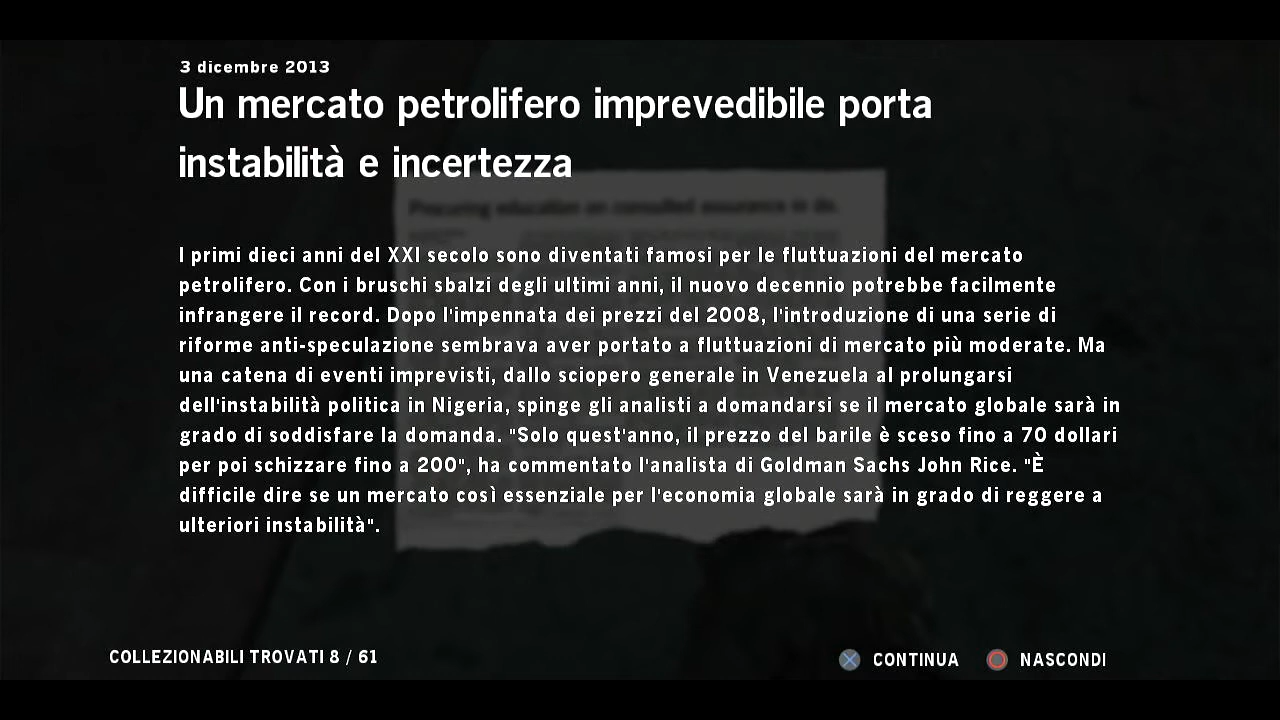 3 dicembre 2013
Un mercato petrolifero imprevedibile porta
instabilità e incertezza
Procuring education on consulted assurance in do.
I primi dieci anni del XXI secolo sono diventati famosi per le fluttuazioni del mercato
petrolifero. Con i bruschi sbalzi degli ultimi anni, il nuovo decennio potrebbe facilmente
infrangere il record. Dopo l'impennata dei prezzi del 2008, l'introduzione di una serie di
riforme anti-speculazione sembrava aver portato a fluttuazioni di mercato più moderate. Ma
una catena di eventi imprevisti, dallo sciopero generale in Venezuela al prolungarsi
dell'instabilità politica in Nigeria, spinge gli analisti a domandarsi se il mercato globale sarà in
grado di soddisfare la domanda. "Solo quest'anno, il prezzo del barile è sceso fino a 70 dollari
per poi schizzare fino a 200", ha commentato l'analista di Goldman Sachs John Rice. "È
difficile dire se un mercato così essenziale per l'economia globale sarà in grado di reggere a
ulteriori instabilità".
COLLEZIONABILI TROVATI 8 / 61
CONTINUA
NASCONDI